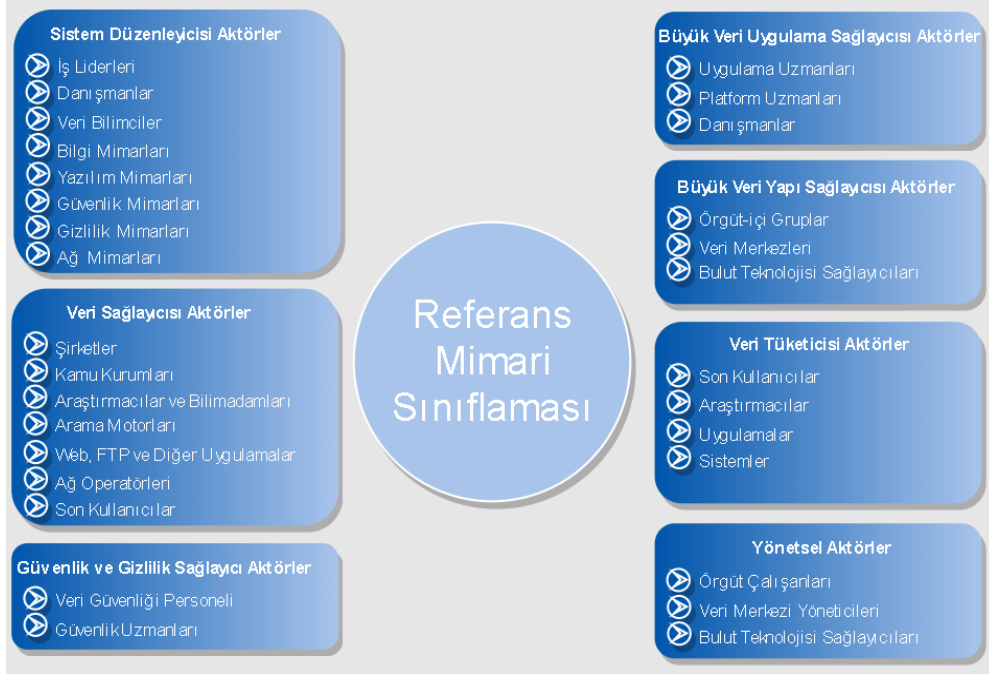 Sistem Düzenleyicisi Aktörler
İş Liderleri
Danışmanlar
Veri Bilimciler
Bilgi Mimarları
Yazılım Mimarları
Güvenlik Mimarları
Gizlilik Mimarları
Ağ Mimarları
Veri Sağlayıcısı Aktörler
Şirketler
Kamu Kurumları
Araştırmacılar ve Bilimadamları
Arama Motorları
Web, FTP ve Diğer Uygulamalar
Ağ Operatörleri
Son Kullanıcılar
Güvenlik ve Gizlilik Sağlayıcı Aktörler
Veri Güvenliği Personeli
GüvenlikUzmanları
Referans
Mimari
Sınıflaması
Büyük Veri Uygulama Sağlayıcısı Aktörler
Uygulama Uzmanları
Platform Uzmanları
Danışmanlar
Büyük Veri Yapı Sağlayıcısı Aktörler
Örgüt-içi Gruplar
Veri Merkezleri
Bulut Teknolojisi Sağlayıcıları
Veri Tüketicisi Aktörler
Son Kullanıcılar
Araştırmacılar
Uygulamalar
Sistemler
Yönetsel Aktörler
Örgüt Çalışanları
Veri Merkezi Yöneticileri
Bulut Teknolojisi Sağlayıcıları